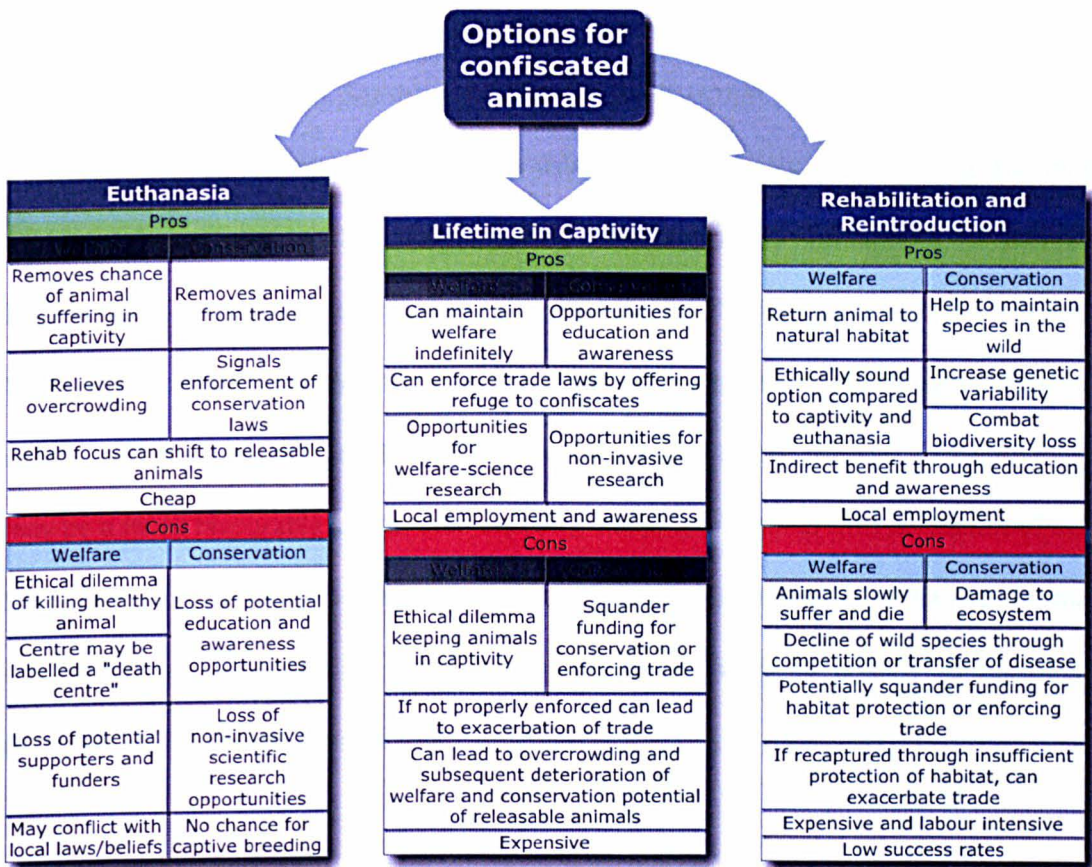 Options for
confiscated
animals
Euthanasia
Pros
Welfare
Conservation
Removes chance
of animal
suffering in
captivity
Removes animal
from trade
Relieves
overcrowding
Signals
enforcement of
conservation
laws
Rehab focus can shift to releasable
animals
Cheap
Cons
Welfare
Conservation
Ethical dilemma
of killing healthy
animal
Loss of potential
education and
awareness
opportunities
Centre may be
labelled a "death
centre"
Loss of potential
supporters and
funders
Loss of
non-invasive
scientific
research
opportunities
May conflict with
local laws/beliefs
No chance for
captive breeding
Lifetime in Captivity
Pros
Welfare
Conservation
Can maintain
welfare
indefinitely
Opportunities for
education and
awareness
Can enforce trade laws by offering
refuge to confiscates
Opportunities
for
welfare-science
research
Opportunities for
non-invasive
research
Local employment and awareness
Cons
Welfare
Ethical dilemma
keeping animals
in captivity
Squander
funding for
conservation or
enforcing trade
If not properly enforced can lead to
exacerbation of trade
Can lead to overcrowding and
subsequent deterioration of
welfare and conservation potential
of releasable animals
Expensive
Rehabilitation and
Reintroduction
Pros
Welfare
Conservation
Return animal to
natural habitat
Help to maintain
species in the
wild
Ethically sound
option compared
to captivity and
euthanasia
Increase genetic
variability
Combat
biodiversity loss
Indirect benefit through education
and awareness
Local employment
Cons
Welfare
Conservation
Animals slowly
suffer and die
Damage to
ecosystem
Decline of wild species through
competition or transfer of disease
Potentially squander funding for
habitat protection or enforcing
trade
If recaptured through insufficient
protection of habitat, can
exacerbate trade
Expensive and labour intensive
Low success rates